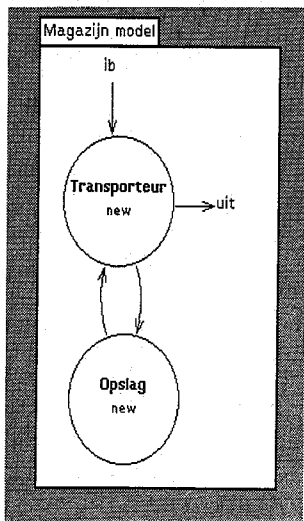 Magazijn model
ib
Transporteur
new
uit
Opslag
new